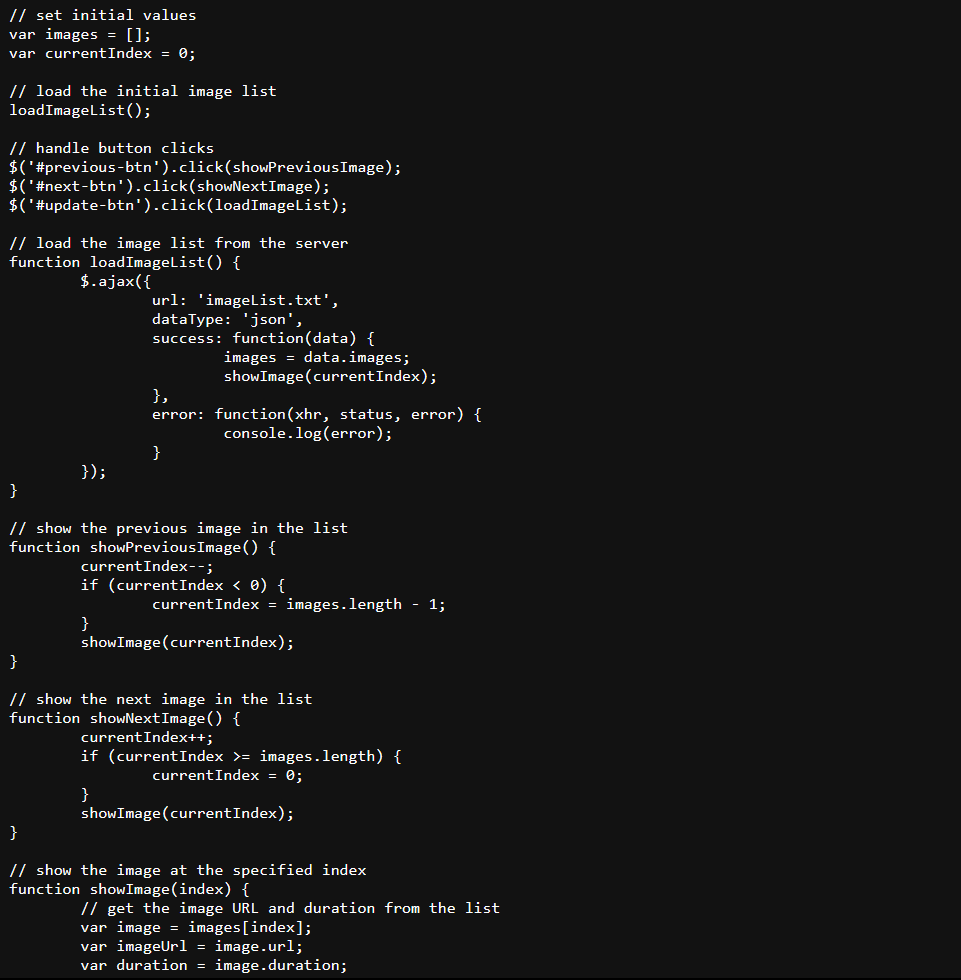 // set initial values
var images = [];
var currentIndex = 0;

// load the initial image list
loadImageList();

// handle button clicks
$('#previous-btn').click(showPreviousImage);
$('#next-btn').click(showNextImage);
$('#update-btn').click(loadImageList);

// load the image list from the server
function loadImageList() {
        $.ajax({
                url: 'imageList.txt',
                dataType: 'json',
                success: function(data) {
                        images = data.images;
                        showImage(currentIndex);
                },
                error: function(xhr, status, error) {
                        console.log(error);
                }
        });
}

// show the previous image in the list
function showPreviousImage() {
        currentIndex--;
        if (currentIndex < 0) {
                currentIndex = images.length - 1;
        }
        showImage(currentIndex);
}

// show the next image in the list
function showNextImage() {
        currentIndex++;
        if (currentIndex >= images.length) {
                currentIndex = 0;
        }
        showImage(currentIndex);
}

// show the image at the specified index
function showImage(index) {
        // get the image URL and duration from the list
        var image = images[index];
        var imageUrl = image.url;
        var duration = image.duration;